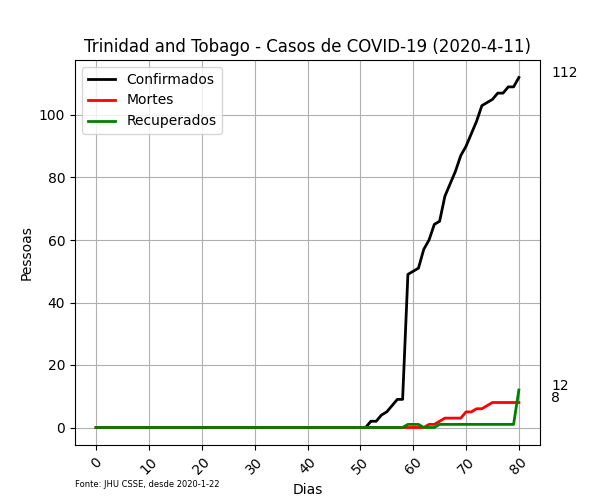 Trinidad and Tobago - Casos de COVID-19 (2020-4-11)
Confirmados
Mortes
Recuperados
112
12
8
Pessoas
100
80
60
40
20
0
0 10 20 30 40 50 60 70 80
Dias
Fonte: JHU CSSE, desde 2020-1-22